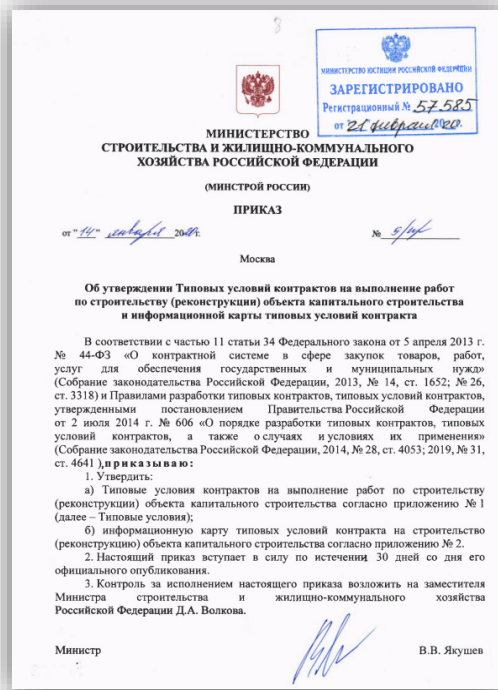 МИНИСТЕРСТВО ЮСТИЦИИ РОССИЙСКОЙ ФЕДЕРАЦИИ
ЗАРЕГИСТРИРОВАНО
Регистрационный № 57585
от "21" февраля 2020.
МИНИСТЕРСТВО
СТРОИТЕЛЬСТВА И ЖИЛИЩНО-КОММУНАЛЬНОГО
ХОЗЯЙСТВА РОССИЙСКОЙ ФЕДЕРАЦИИ
(МИНСТРОЙ РОССИИ)
ПРИКАЗ
от "14" января 2020 г. № 9/пр
Москва
Об утверждении Типовых условий контрактов на выполнение работ
по строительству (реконструкции) объекта капитального строительства
и информационной карты типовых условий контракта
В соответствии с частью 11 статьи 34 Федерального закона от 5 апреля 2013 г.
№ 44-ФЗ «О контрактной системе в сфере закупок товаров, работ,
услуг для обеспечения государственных и муниципальных нужд»
(Собрание законодательства Российской Федерации, 2013, № 14, ст. 1652; № 26,
ст. 3318) и Правилами разработки типовых контрактов, типовых условий контрактов,
утвержденными постановлением Правительства Российской Федерации
от 2 июля 2014 г. № 606 «О порядке разработки типовых контрактов, типовых
условий контрактов, а также о случаях и условиях их применения»
(Собрание законодательства Российской Федерации, 2014, № 28, ст. 4053; 2019, № 31,
ст. 4641 ), приказываю:
1. Утвердить:
а) Типовые условия контрактов на выполнение работ по строительству
(реконструкции) объекта капитального строительства согласно приложению № 1
(далее – Типовые условия);
б) информационную карту типовых условий контракта на строительство
(реконструкцию) объекта капитального строительства согласно приложению № 2.
2. Настоящий приказ вступает в силу по истечении 30 дней со дня его
официального опубликования.
3. Контроль за исполнением настоящего приказа возложить на заместителя
Министра строительства и жилищно-коммунального хозяйства
Российской Федерации Д.А. Волкова.
Министр В.В. Якушев